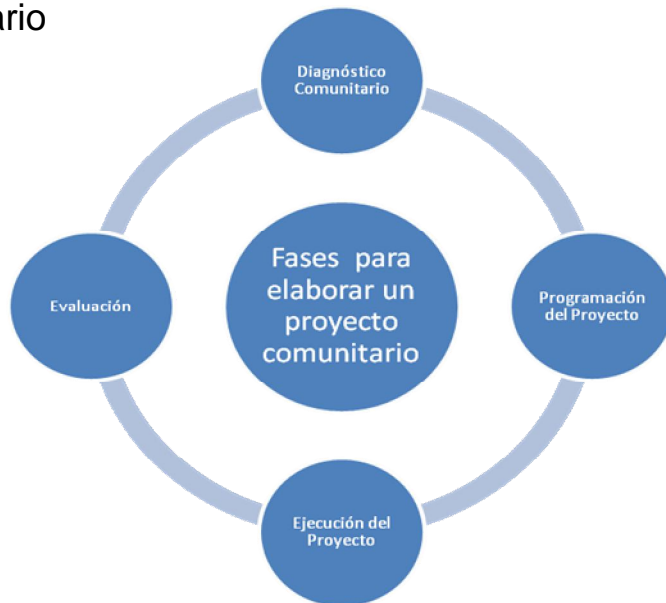 ario
Diagnóstico
Comunitario
Fases para
elaborar un
proyecto
comunitario
Programación
del Proyecto
Evaluación
Ejecución del
Proyecto